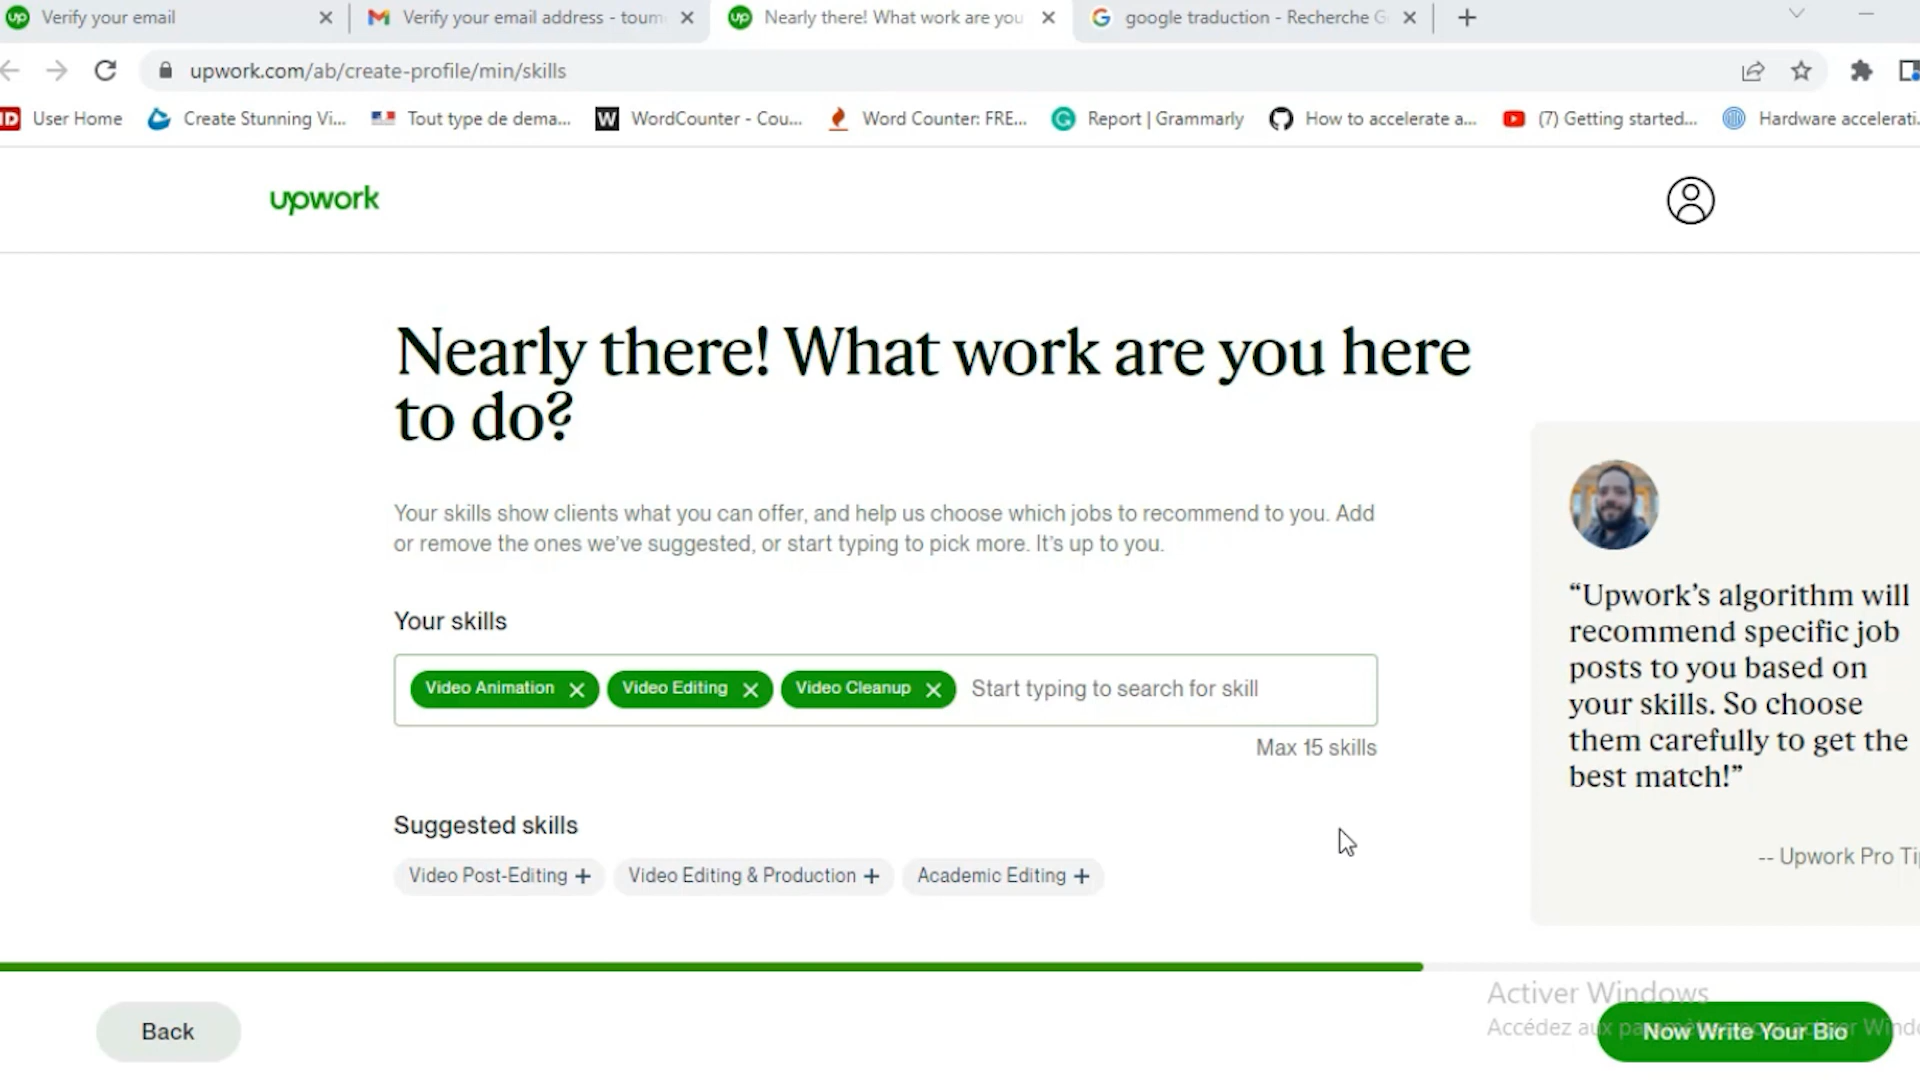 Verify your email
Verify your email address - toum
Nearly there! What work are you
google traduction - Recherche G
upwork.com/ab/create-profile/min/skills
User Home
Create Stunning Vi...
Tout type de dema...
WordCounter - Cou...
Word Counter: FRE...
Report | Grammarly
How to accelerate a...
(7) Getting started...
Hardware accelerati.
upwork
Nearly there! What work are you here
to do?
Your skills show clients what you can offer, and help us choose which jobs to recommend to you. Add
or remove the ones we've suggested, or start typing to pick more. It's up to you.
Your skills
Video Animation
Video Editing
Video Cleanup
Start typing to search for skill
Max 15 skills
Suggested skills
Video Post-Editing +
Video Editing & Production +
Academic Editing +
“Upwork’s algorithm will
recommend specific job
posts to you based on
your skills. So choose
them carefully to get the
best match!”
-- Upwork Pro Tip
Back
Activer Windows
Accédez aux
Now Write Your Bio